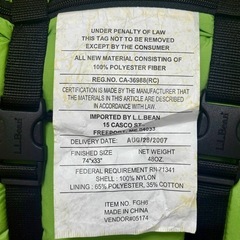 UNDER PENALTY OF LAW
THIS TAG NOT TO BE REMOVED
EXCEPT BY THE CONSUMER
ALL NEW MATERIAL CONSISTING OF
100% POLYESTER FIBER
REG.NO. CA-36988(RC)
CERTIFICATION IS MADE BY THE MANUFACTURER THAT
THE MATERIALS IN THIS ARTICLE ARE DESCRIBED
IN ACCORDANCE WITH LAW.
IMPORTED BY L.L.BEAN
15 CASCO ST.
FREEPORT, ME 04033
DELIVERY DATE: AUG/28/2007
FINISHED SIZE
74"x33"
NET WEIGHT
48OZ.
FEDERAL REQUIREMENT RN 71341
SHELL : 100% NYLON
LINING : 65% POLYESTER, 35% COTTON
FGH6
MADE IN CHINA
VENDOR#05174